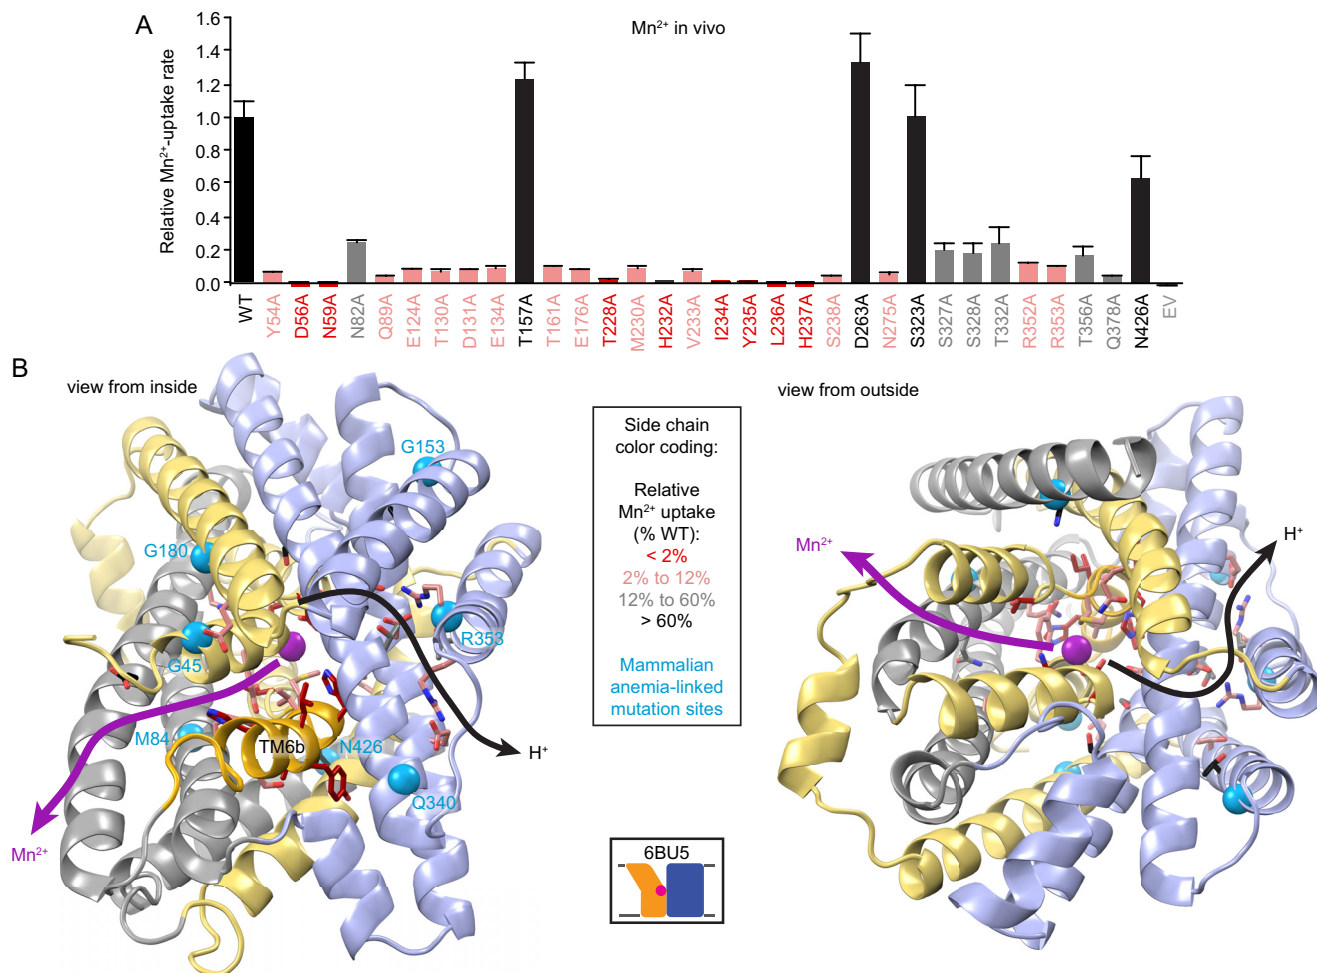 A
Mn²⁺ in vivo
Relative Mn²⁺-uptake rate
1.6
1.4
1.2
1.0
0.8
0.6
0.4
0.2
0.0
WT
Y54A
D56A
N59A
N82A
Q89A
E124A
T130A
D131A
E134A
T157A
T161A
E176A
T228A
M230A
H232A
V233A
I234A
Y235A
L236A
H237A
S238A
D263A
N275A
S323A
S327A
S328A
T332A
R352A
R353A
T356A
Q378A
N426A
EV
B
view from inside
G153
G180
G45
R353
M84
TM6b
N426
Q340
H⁺
Mn²⁺
Side chain
color coding:
Relative
Mn²⁺ uptake
(% WT):
< 2%
2% to 12%
12% to 60%
> 60%
Mammalian
anemia-linked
mutation sites
6BU5
view from outside
Mn²⁺
H⁺